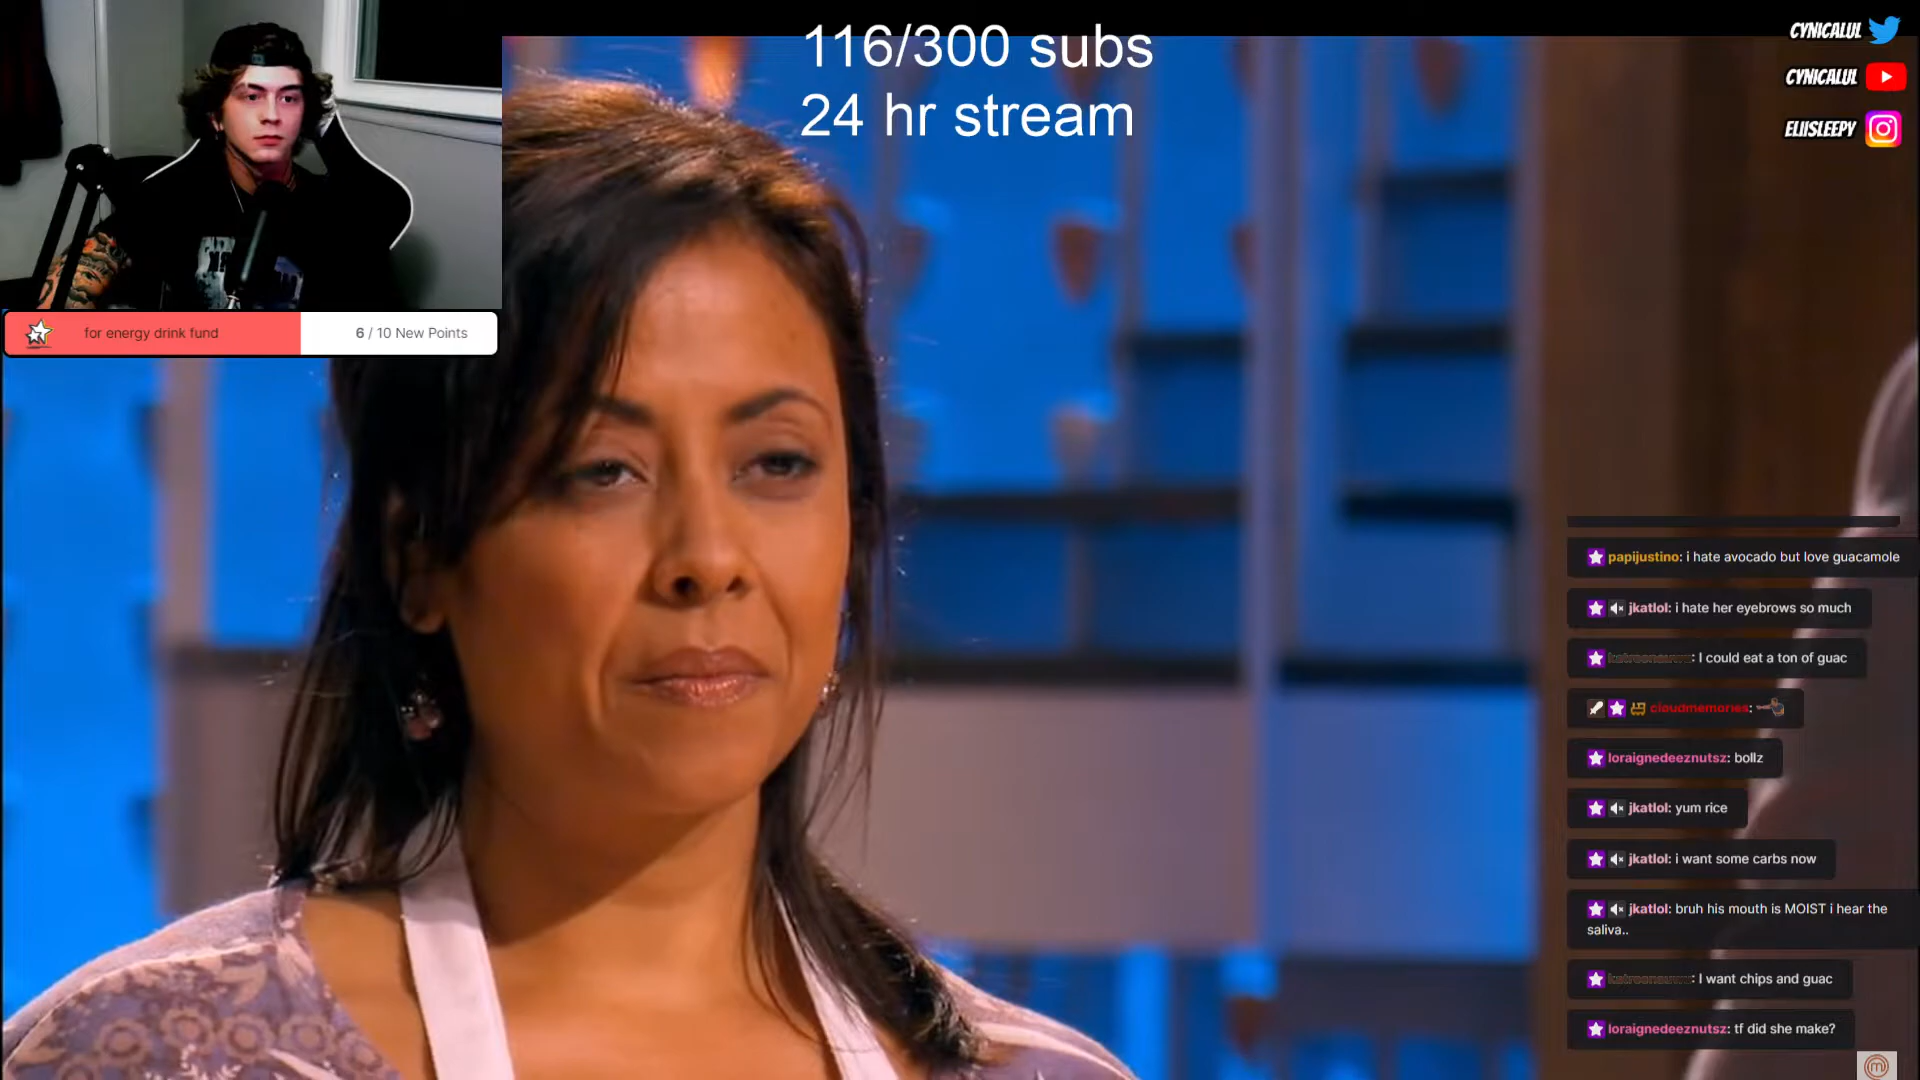 116/300 subs
24 hr stream
CYNICALUL
CYNICALUL
ELIISLEEPY
for energy drink fund
6 / 10 New Points
papijustino: i hate avocado but love guacamole
jkatlol: i hate her eyebrows so much
: I could eat a ton of guac
cloudmemories:
loraignedeeznutsz: bollz
jkatlol: yum rice
jkatlol: i want some carbs now
jkatlol: bruh his mouth is MOIST i hear the
saliva..
: I want chips and guac
loraignedeeznutsz: tf did she make?